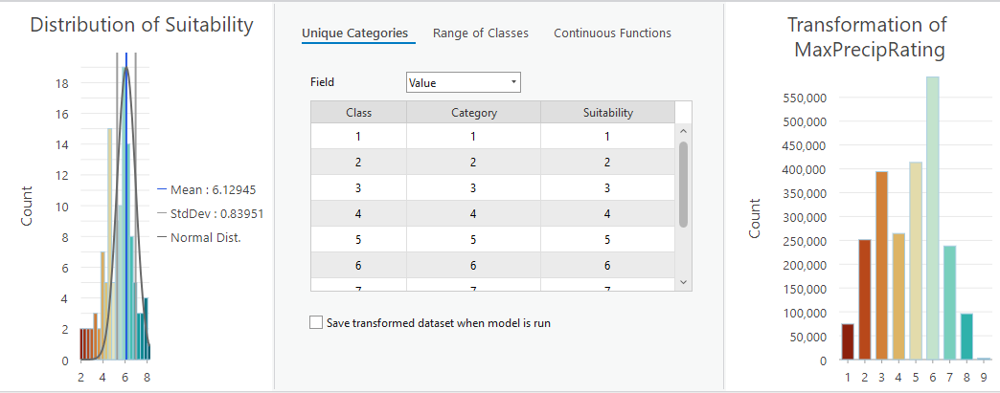 Distribution of Suitability
Count
18
16
14
12
10
8
6
4
2
0
2 4 6 8
Mean : 6.12945
StdDev : 0.83951
Normal Dist.
Unique Categories Range of Classes Continuous Functions
Field Value
Class Category Suitability
1 1 1
2 2 2
3 3 3
4 4 4
5 5 5
6 6 6
7 7 7
Save transformed dataset when model is run
Transformation of
MaxPrecipRating
Count
550,000
500,000
450,000
400,000
350,000
300,000
250,000
200,000
150,000
100,000
50,000
0
1 2 3 4 5 6 7 8 9